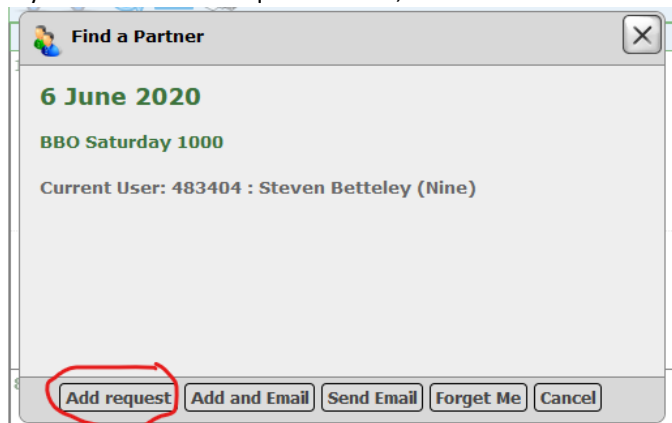 Find a Partner
6 June 2020
BBO Saturday 1000
Current User: 483404 : Steven Betteley (Nine)
Add request Add and Email Send Email Forget Me Cancel